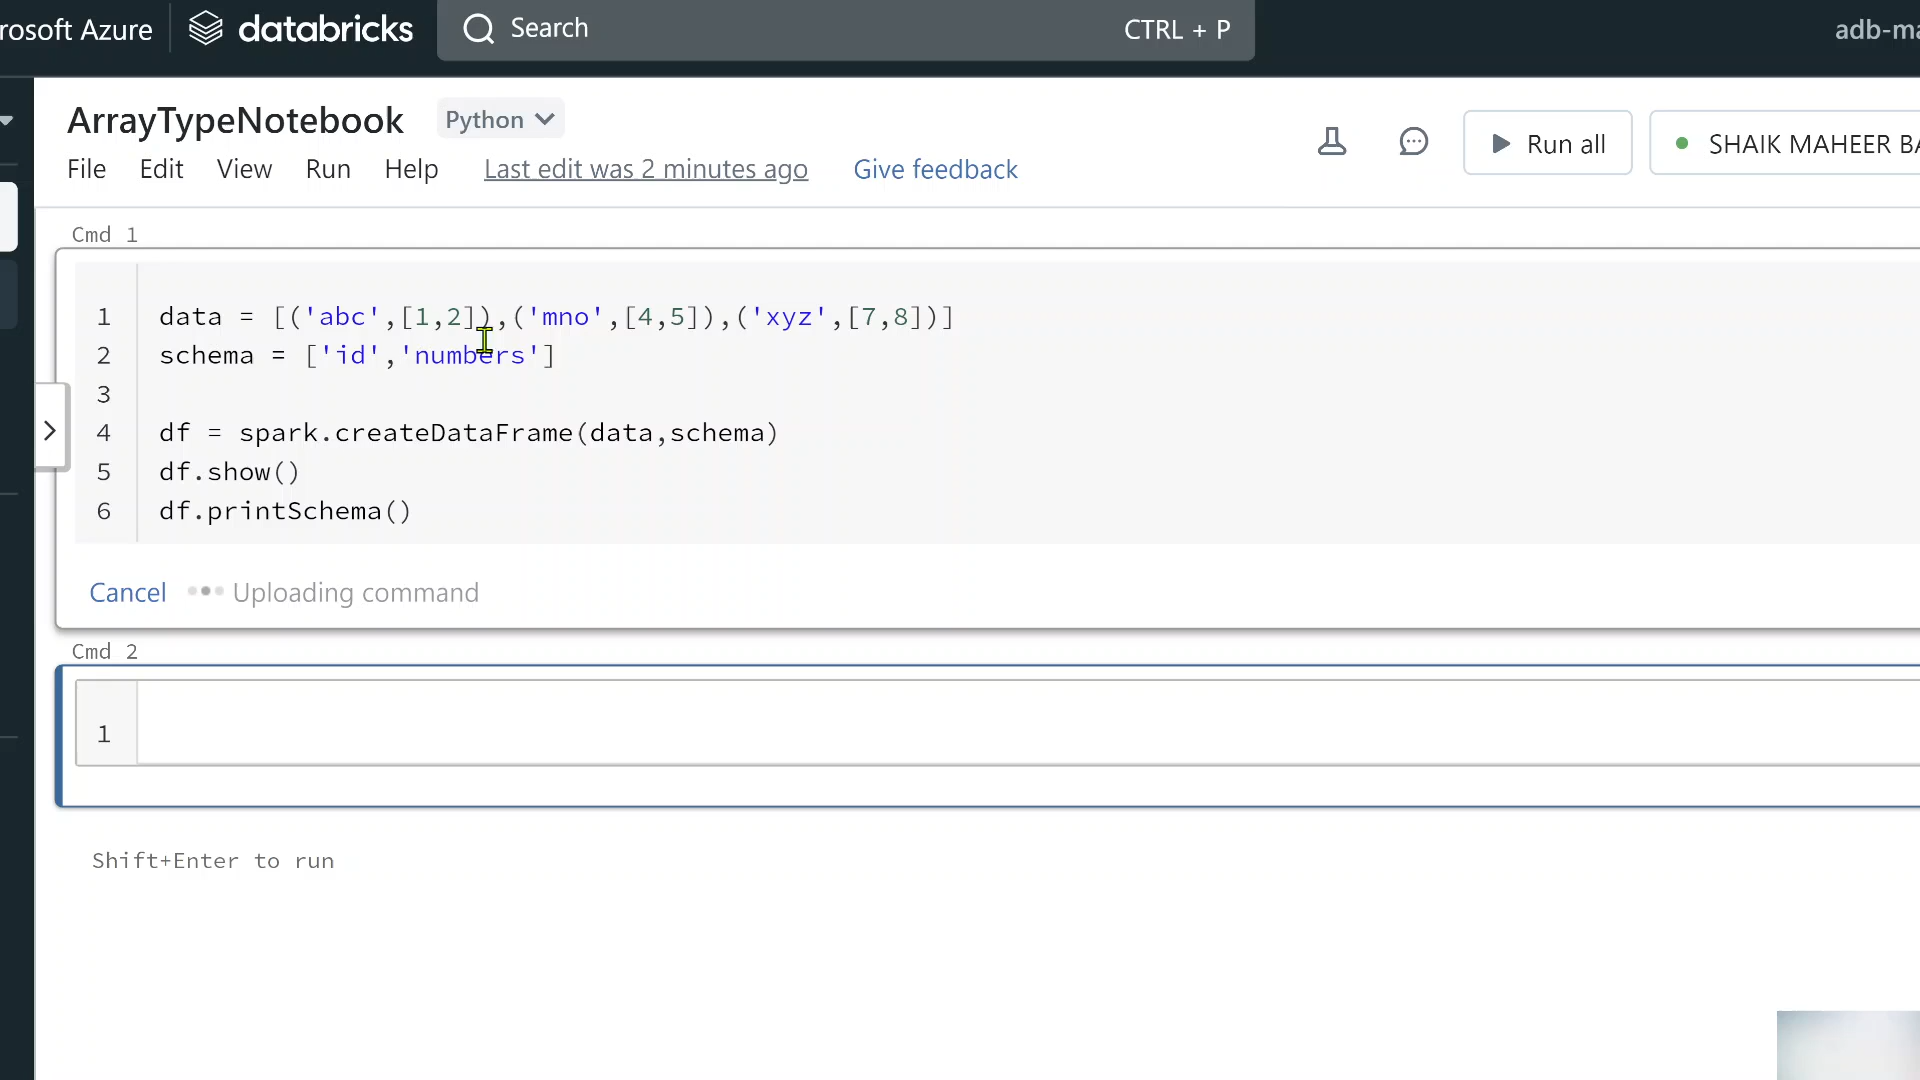 rosoft Azure databricks Search CTRL + P adb-ma
ArrayTypeNotebook Python
File Edit View Run Help Last edit was 2 minutes ago Give feedback Run all SHAIK MAHEER BA
Cmd 1
1 data = [('abc',[1,2]),('mno',[4,5]),('xyz',[7,8])]
2 schema = ['id','numbers']
3
4 df = spark.createDataFrame(data,schema)
5 df.show()
6 df.printSchema()
Cancel Uploading command
Cmd 2
1
Shift+Enter to run